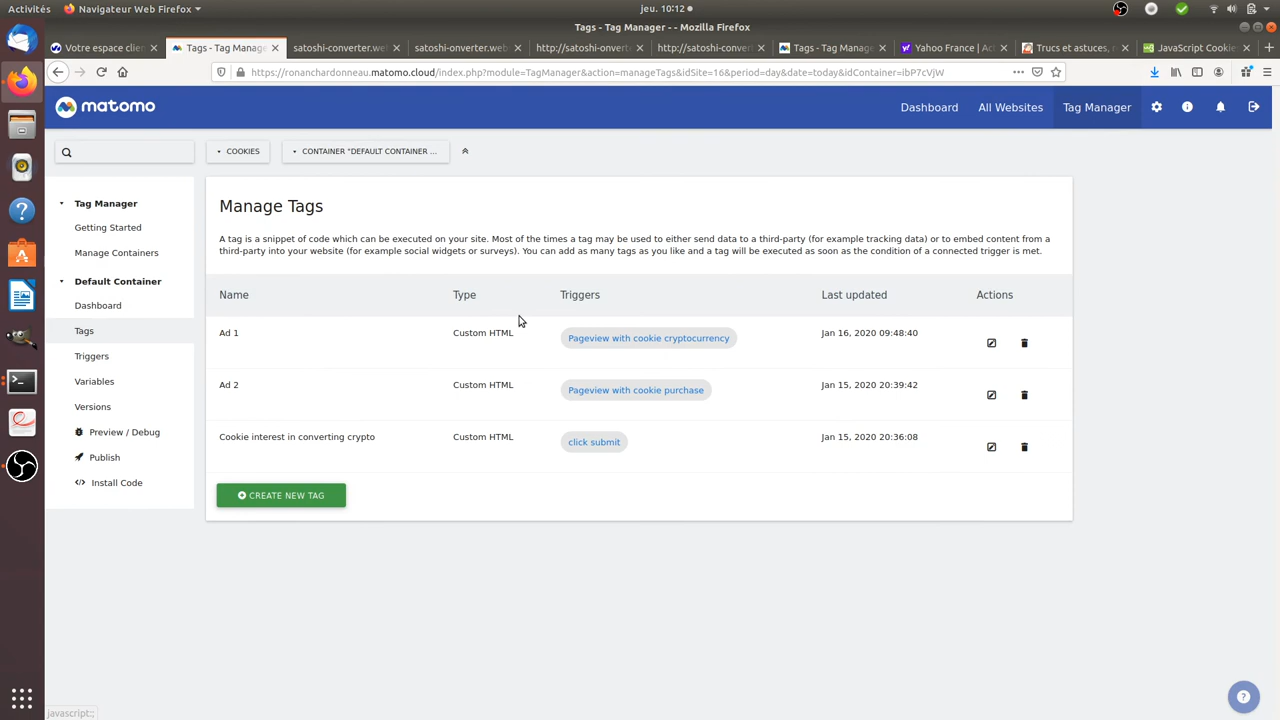 Activités
Navigateur Web Firefox
jeu. 10:12
Tags - Tag Manager - Mozilla Firefox
Votre espace clien
Tags - Tag Manage
satoshi-onverter.web
satoshi-onverter.web
http://satoshi-conver
http://satoshi-conver
Tags - Tag Manage
Yahoo France | Ac
Trucs et astuces, r
JavaScript Cookie
https://ronanchardonneau.matomo.cloud/index.php?module=TagManager&action=manageTags&idSite=16&period=day&date=today&idContainer=ibP7cVjW
matomo
Dashboard
All Websites
Tag Manager
COOKIES
CONTAINER "DEFAULT CONTAINER ...
Tag Manager
Getting Started
Manage Containers
Default Container
Dashboard
Tags
Triggers
Variables
Versions
Preview / Debug
Publish
Install Code
Manage Tags
A tag is a snippet of code which can be executed on your site. Most of the times a tag may be used to either send data to a third-party (for example tracking data) or to embed content from a
third-party into your website (for example social widgets or surveys). You can add as many tags as you like and a tag will be executed as soon as the condition of a connected trigger is met.
Name Type Triggers Last updated Actions
Ad 1 Custom HTML Pageview with cookie cryptocurrency Jan 16, 2020 09:48:40
Ad 2 Custom HTML Pageview with cookie purchase Jan 15, 2020 20:39:42
Cookie interest in converting crypto Custom HTML click submit Jan 15, 2020 20:36:08
CREATE NEW TAG
javascript:;